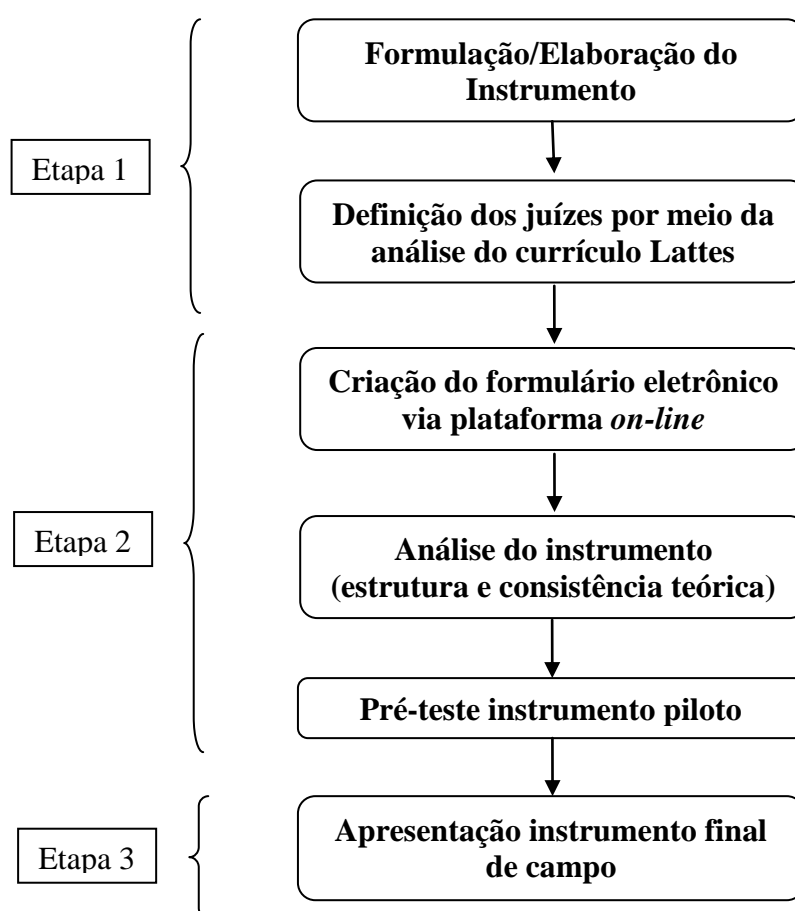 Formulação/Elaboração do
Instrumento
Etapa 1
Definição dos juízes por meio da
análise do currículo Lattes
Criação do formulário eletrônico
via plataforma on-line
Etapa 2
Análise do instrumento
(estrutura e consistência teórica)
Pré-teste instrumento piloto
Apresentação instrumento final
de campo
Etapa 3